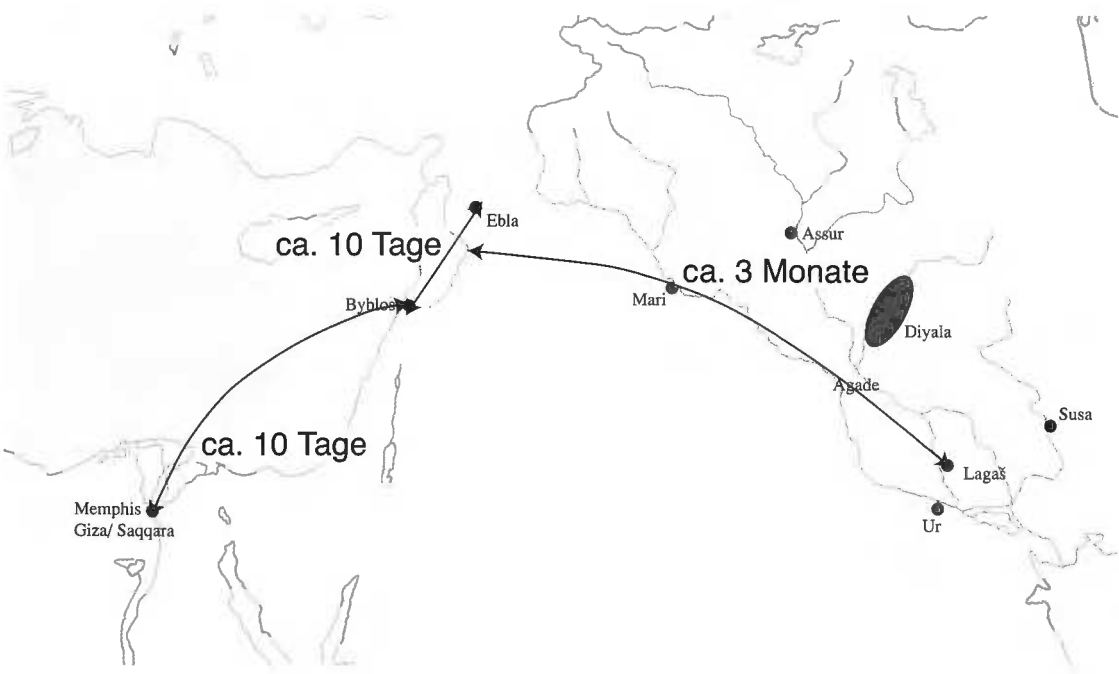 Ebla
ca. 10 Tage
Assur
ca. 3 Monate
Mari
Byblos
Diyala
Agade
Susa
ca. 10 Tage
Lagaš
Memphis
Giza/ Saqqara
Ur